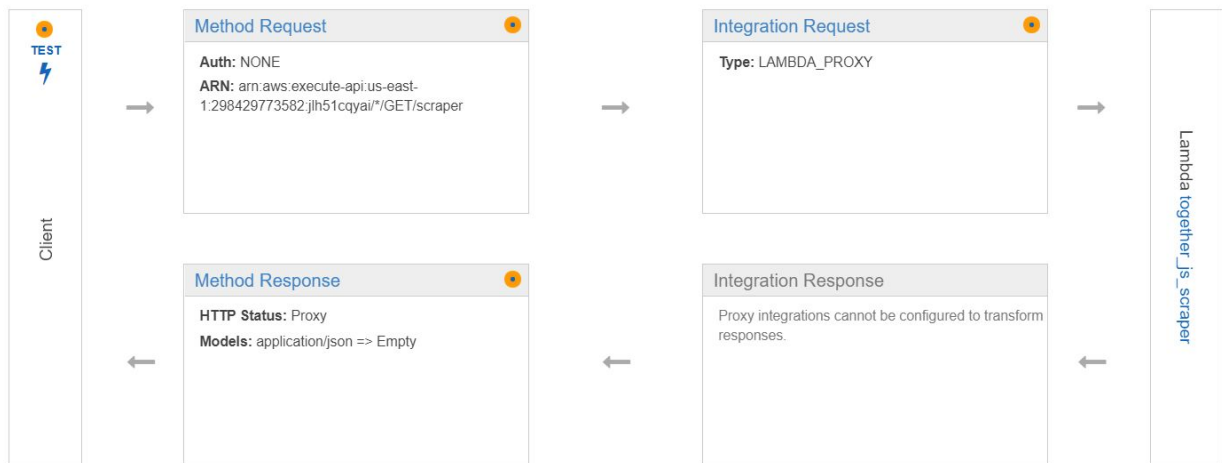 TEST
Client
Method Request
Auth: NONE
ARN: arn:aws:execute-api:us-east-
1:298429773582:jlh51cqyai/*/GET/scraper
Integration Request
Type: LAMBDA_PROXY
Lambda together_js_scraper
Method Response
HTTP Status: Proxy
Models: application/json => Empty
Integration Response
Proxy integrations cannot be configured to transform
responses.